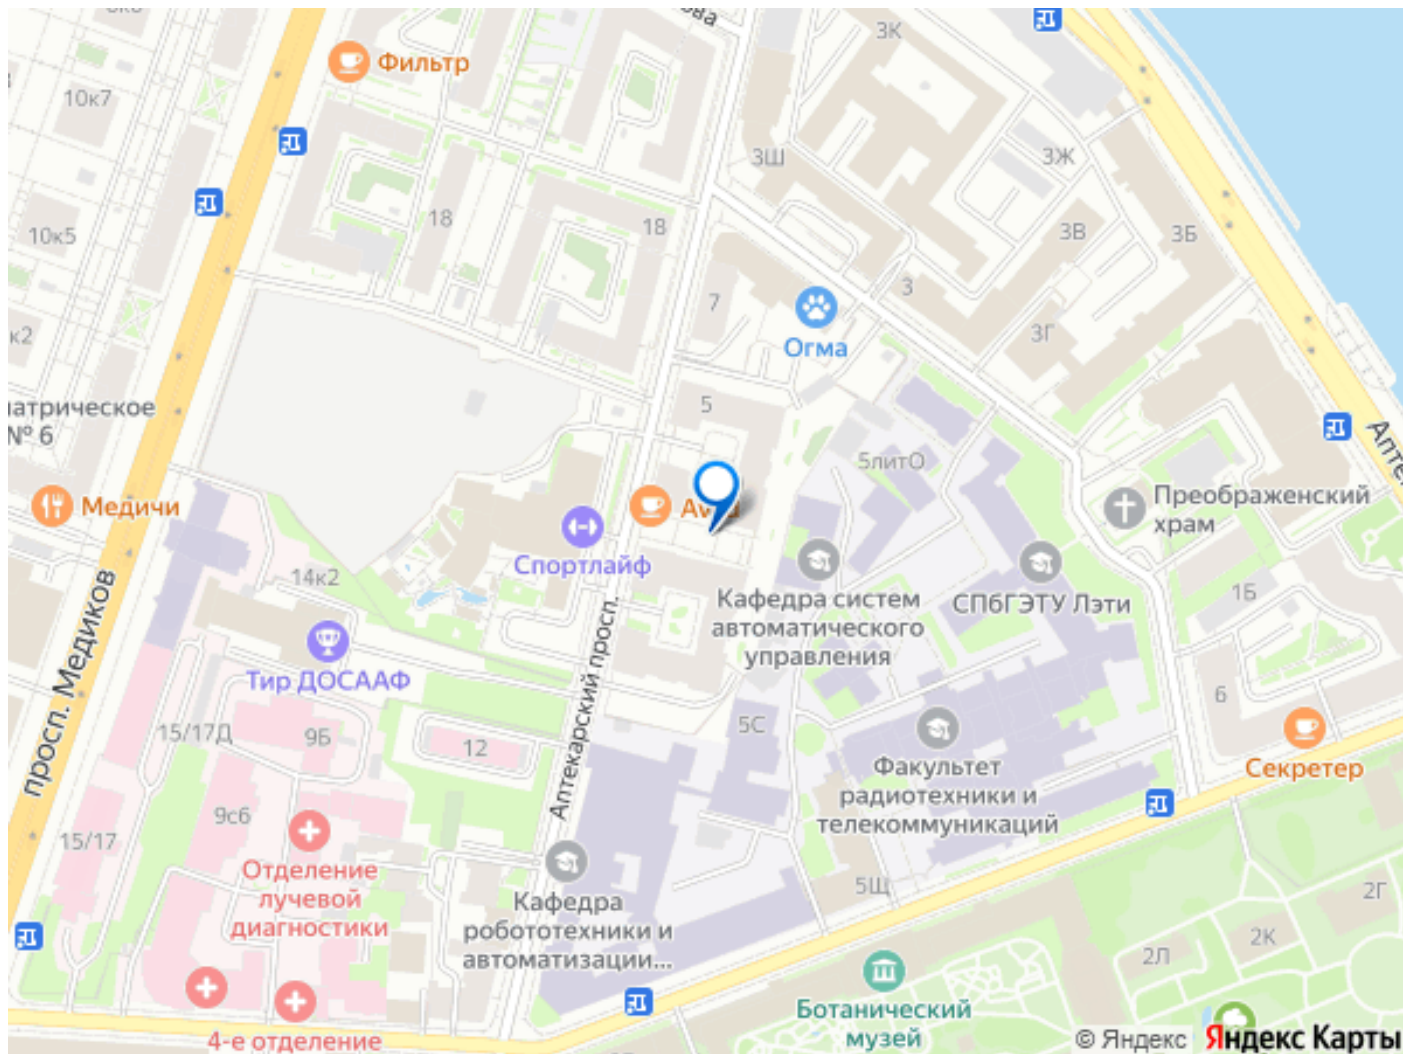 3К
Фильтр
10к7
3Ш
3Ж
18
18
3В
3Б
10к5
7
3
3Г
Огма
к2
5
атрическое
№ 6
5литО
Апте
Медичи
Преображенский
храм
Спортлайф
14к2
Кафедра систем
автоматического
управления
СПбГЭТУ Лэти
1Б
просп. Медиков
Аптекарский просп.
Тир ДОСААФ
6
15/17Д
9Б
12
5С
Факультет
радиотехники и
телекоммуникаций
Секретер
9с6
15/17
Отделение
лучевой
диагностики
5Щ
2Г
Кафедра
робототехники и
автоматизации...
2К
2Л
Ботанический
музей
4-е отделение
© Яндекс Яндекс Карты